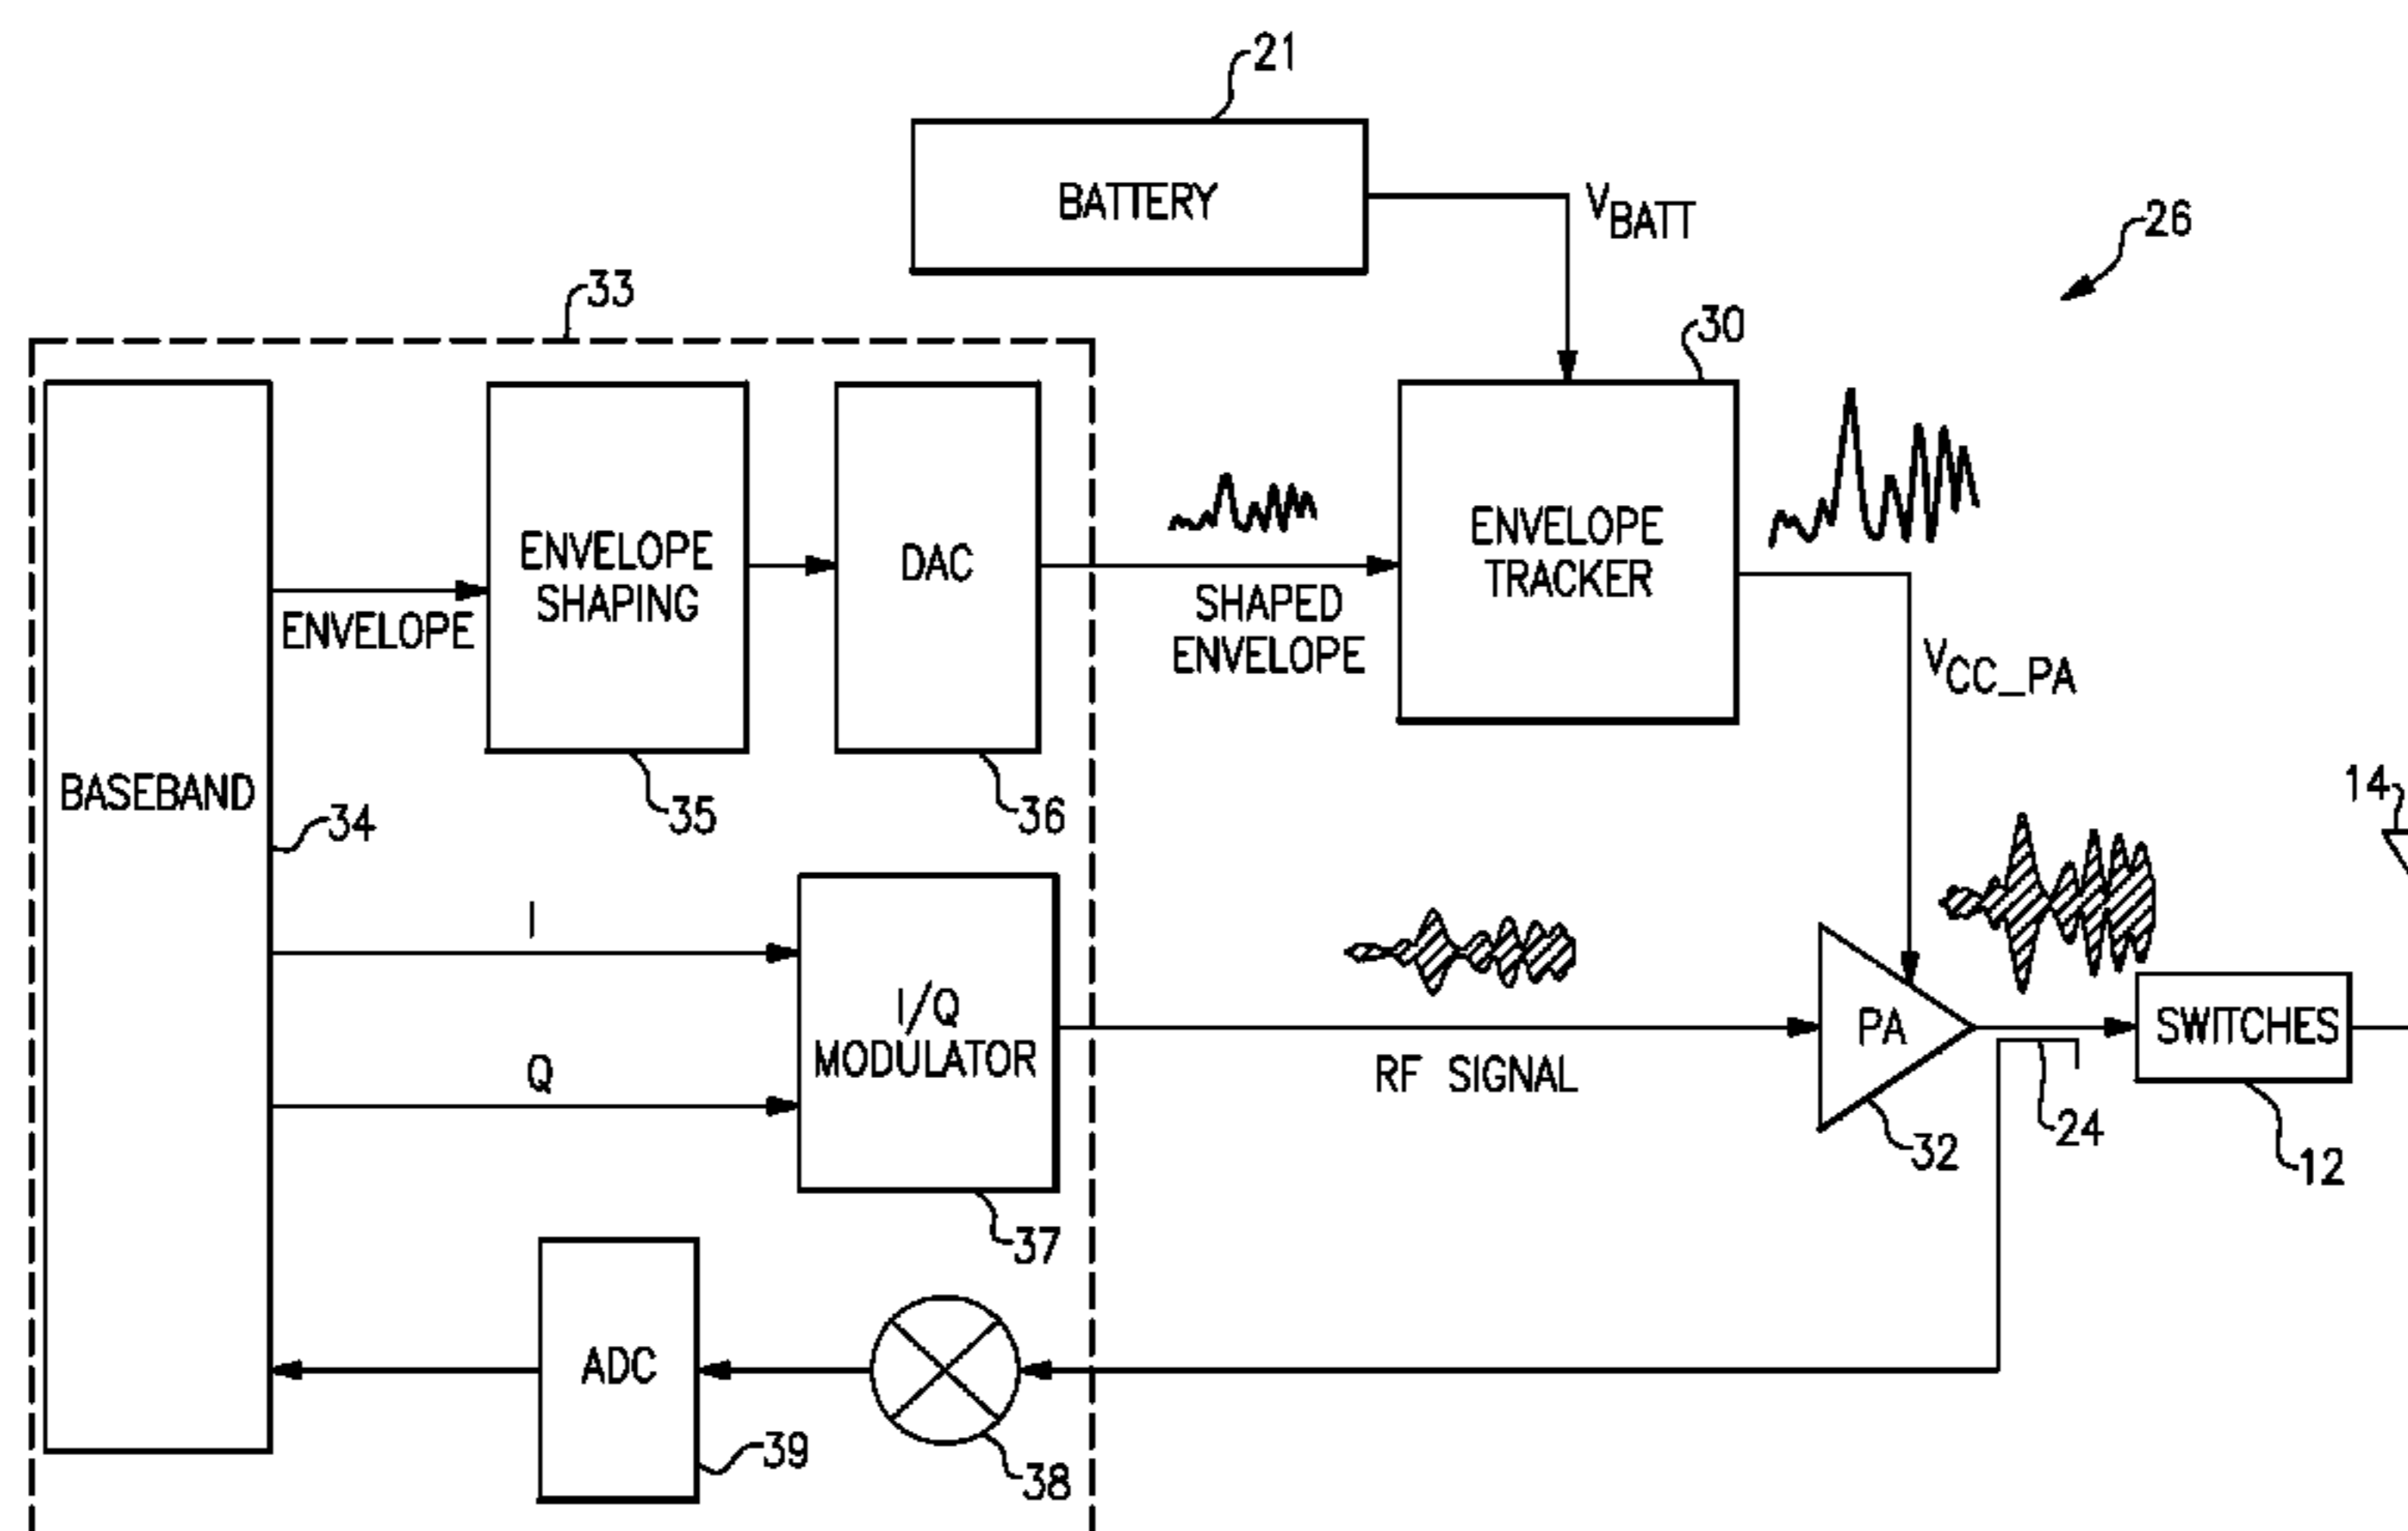 21
BATTERY
VBATT
26
33
30
ENVELOPE
SHAPING
DAC
ENVELOPE
TRACKER
ENVELOPE
SHAPED
ENVELOPE
VCC_PA
BASEBAND
34
35
36
14
I
I/Q
MODULATOR
Q
RF SIGNAL
PA
SWITCHES
24
32
12
37
ADC
39
38